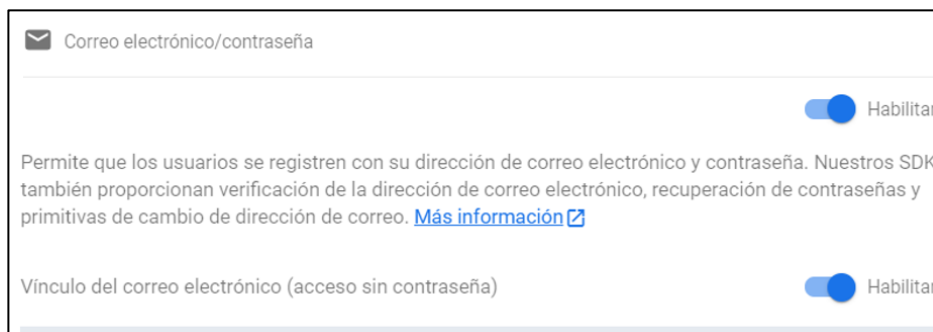 Correo electrónico/contraseña
Habilitar
Permite que los usuarios se registren con su dirección de correo electrónico y contraseña. Nuestros SDK
también proporcionan verificación de la dirección de correo electrónico, recuperación de contraseñas y
primitivas de cambio de dirección de correo. Más información
Vínculo del correo electrónico (acceso sin contraseña) Habilitar